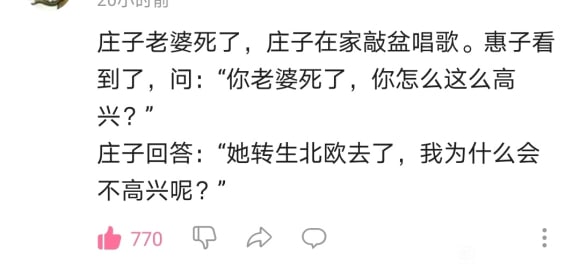 20小时前
庄子老婆死了，庄子在家敲盆唱歌。惠子看
到了，问：“你老婆死了，你怎么这么高
兴？”
庄子回答：“她转生北欧去了，我为什么会
不高兴呢？”
770